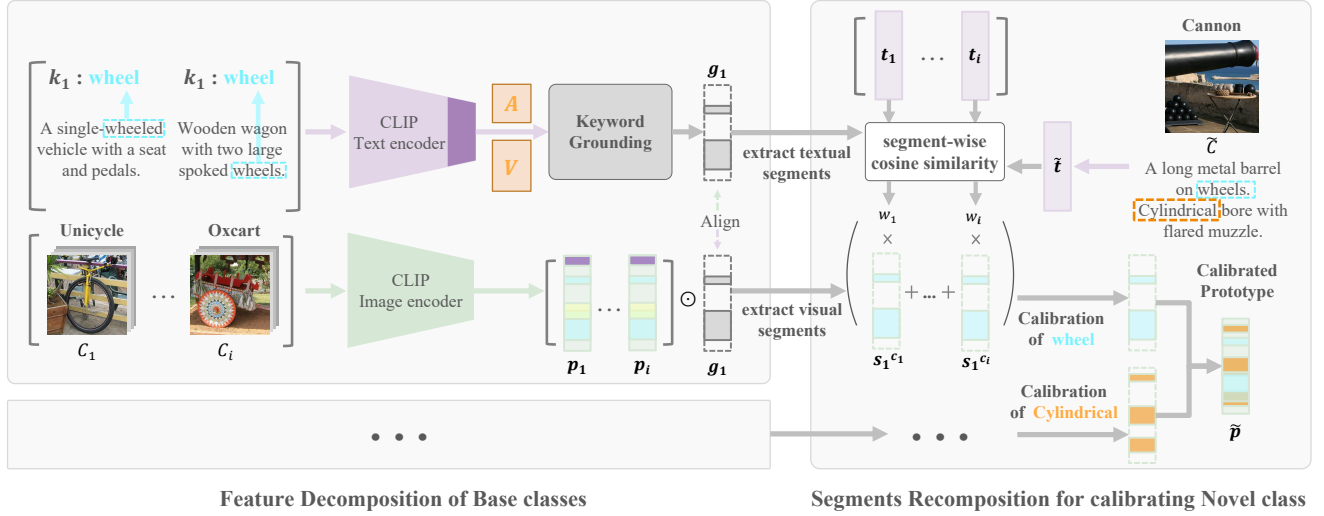 k₁ : wheel
k₁ : wheel
A single-wheeled
vehicle with a seat
and pedals.
Wooden wagon
with two large
spoked wheels.
CLIP
Text encoder
A
V
Keyword
Grounding
g₁
extract textual
segments
Align
Unicycle
Oxcart
...
C₁
Cᵢ
CLIP
Image encoder
...
p₁
pᵢ
⊙
g₁
extract visual
segments
• • •
Feature Decomposition of Base classes
t₁ ... tᵢ
segment-wise
cosine similarity
t̃
Cannon
C̃
A long metal barrel
on wheels.
Cylindrical bore with
flared muzzle.
w₁
wᵢ
×
×
+ ... +
s₁ᶜ₁
s₁ᶜᵢ
Calibration
of wheel
Calibrated
Prototype
Calibration
of Cylindrical
p̃
• • •
Segments Recomposition for calibrating Novel class